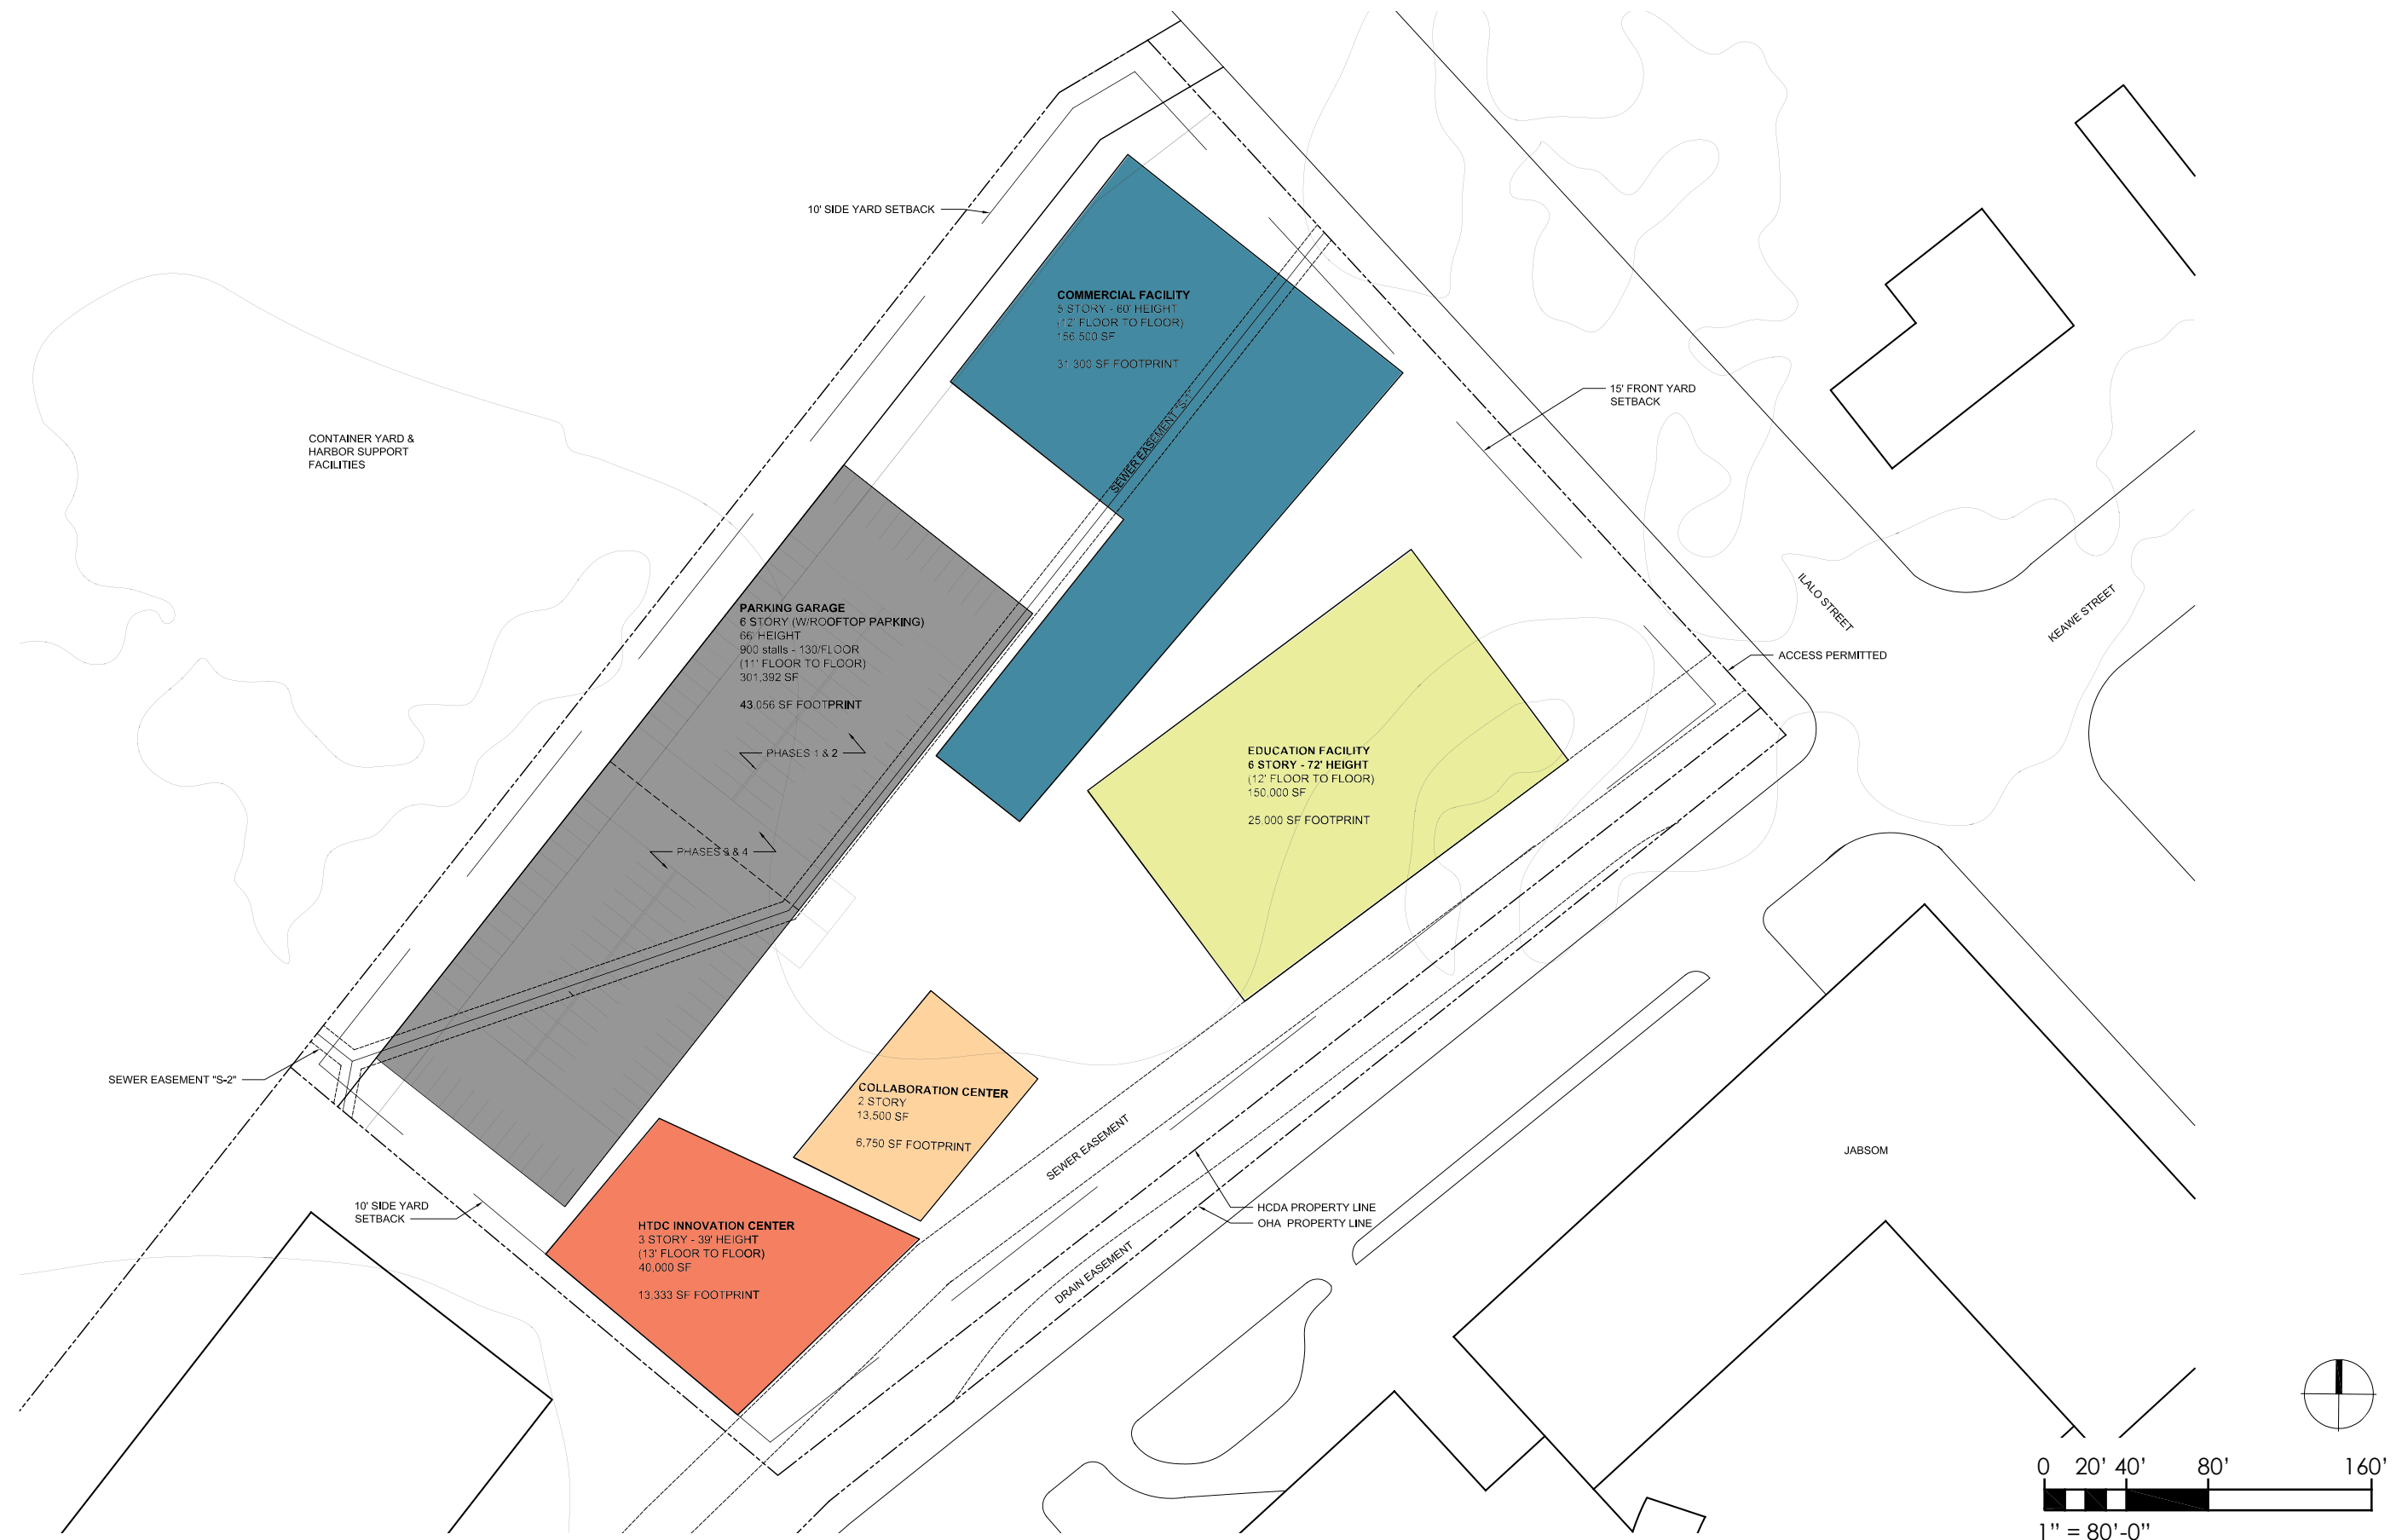 10' SIDE YARD SETBACK
COMMERCIAL FACILITY
5 STORY - 60' HEIGHT
(12' FLOOR TO FLOOR)
156,500 SF
31,300 SF FOOTPRINT
15' FRONT YARD
SETBACK
CONTAINER YARD &
HARBOR SUPPORT
FACILITIES
SEWER EASEMENT "S-1"
ILALO STREET
KEAWE STREET
PARKING GARAGE
6 STORY (W/ROOFTOP PARKING)
66' HEIGHT
900 stalls - 130/FLOOR
(11' FLOOR TO FLOOR)
301,392 SF
43,056 SF FOOTPRINT
ACCESS PERMITTED
PHASES 1 & 2
EDUCATION FACILITY
6 STORY - 72' HEIGHT
(12' FLOOR TO FLOOR)
150,000 SF
25,000 SF FOOTPRINT
PHASES 3 & 4
SEWER EASEMENT "S-2"
COLLABORATION CENTER
2 STORY
13,500 SF
6,750 SF FOOTPRINT
SEWER EASEMENT
JABSOM
10' SIDE YARD
SETBACK
HTDC INNOVATION CENTER
3 STORY - 39' HEIGHT
(13' FLOOR TO FLOOR)
40,000 SF
13,333 SF FOOTPRINT
HCDA PROPERTY LINE
OHA PROPERTY LINE
DRAIN EASEMENT
0 20' 40' 80' 160'
1" = 80'-0"